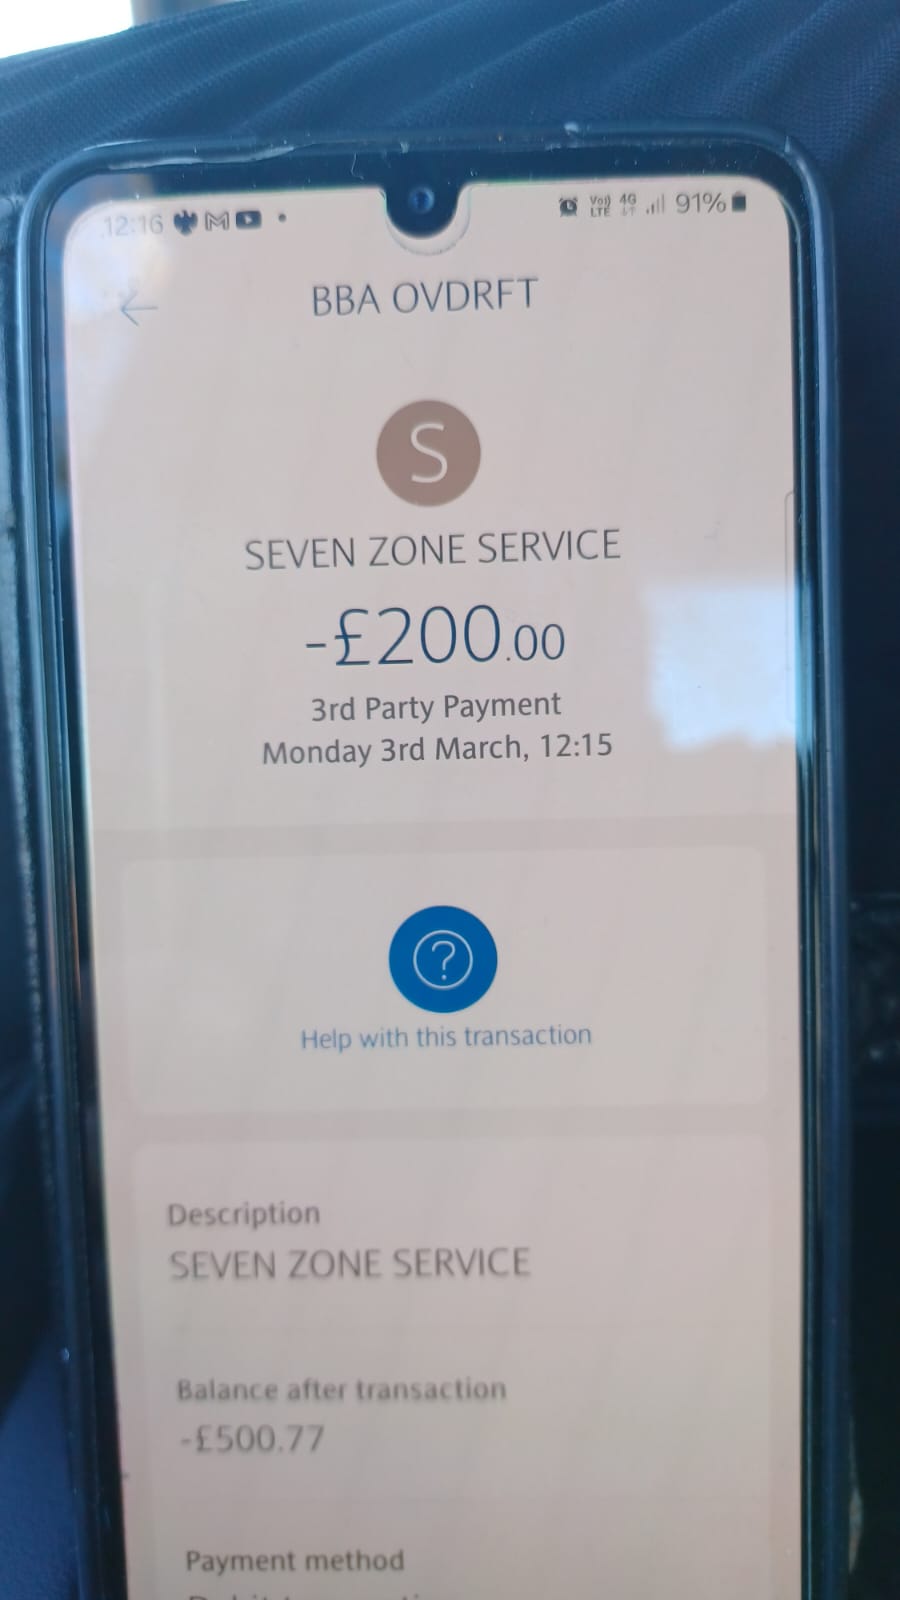 12:16
Vo)) LTE 4G 91%
BBA OVDRFT
S
SEVEN ZONE SERVICE
-£200.00
3rd Party Payment
Monday 3rd March, 12:15
?
Help with this transaction
Description
SEVEN ZONE SERVICE
Balance after transaction
-£500.77
Payment method